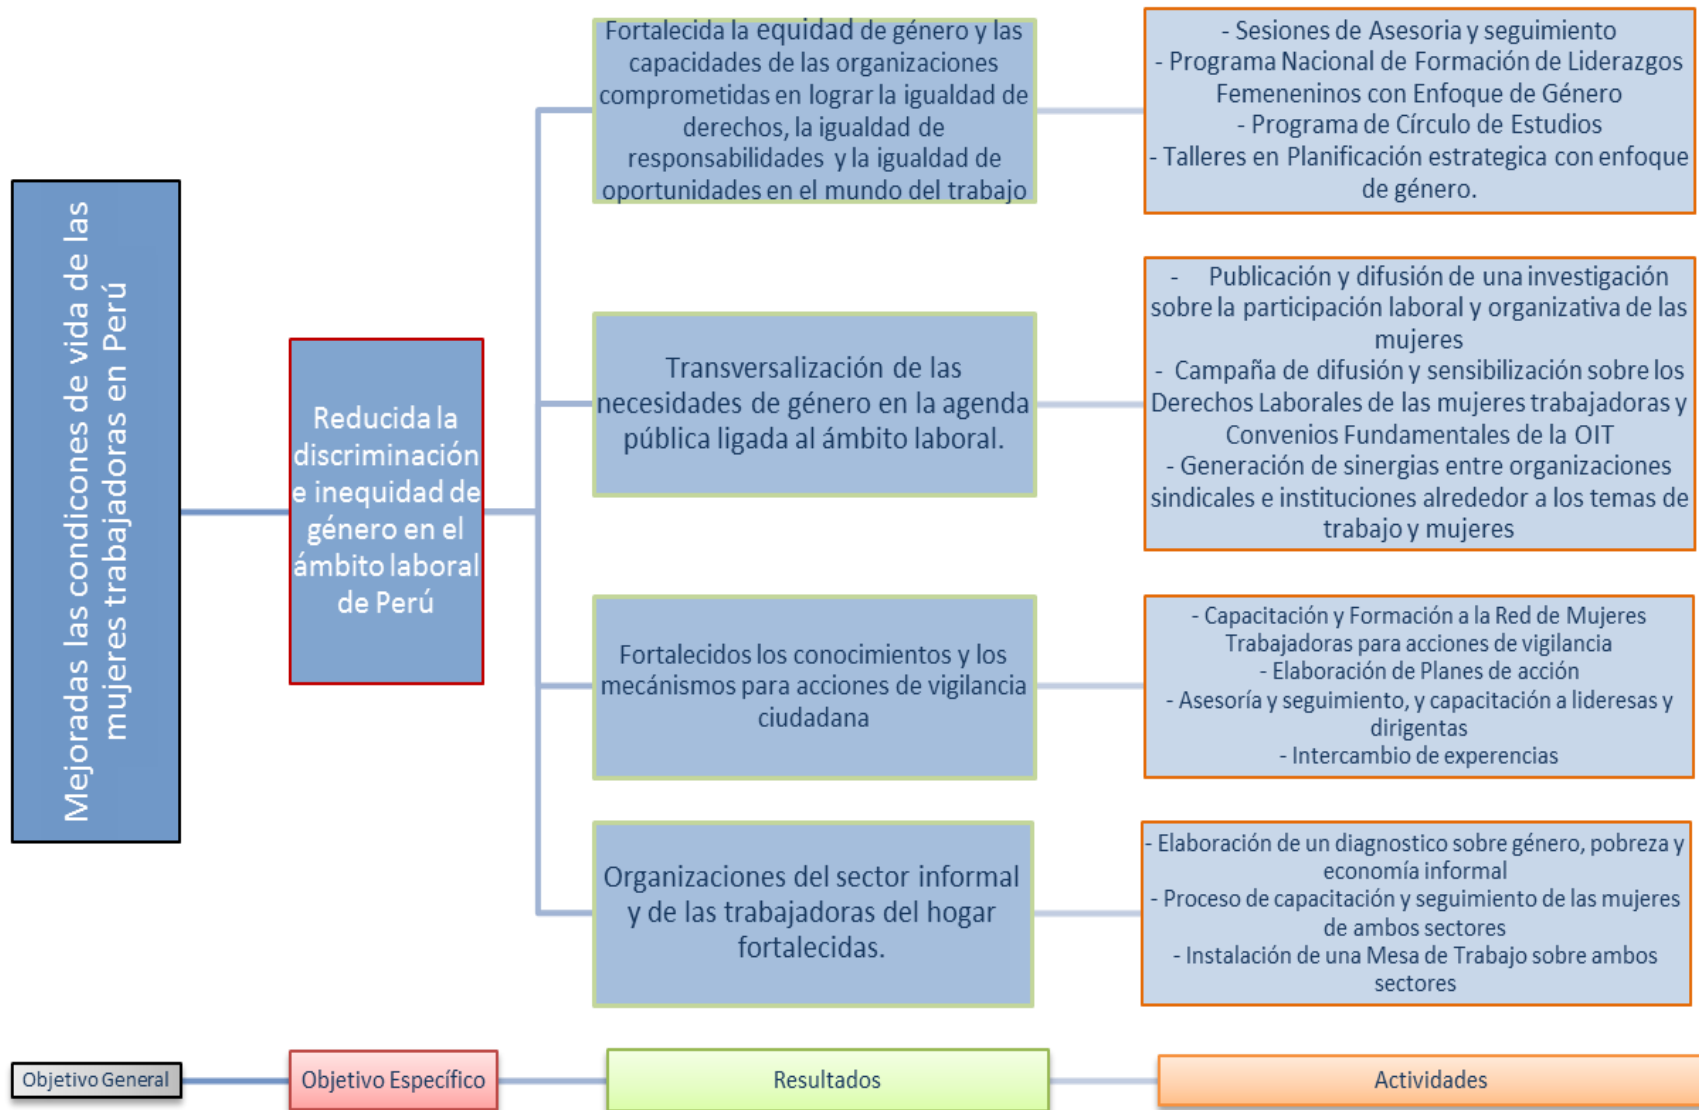 Mejoradas las condicones de vida de las
mujeres trabajadoras en Perú
Reducida la
discriminación
e inequidad de
género en el
ámbito laboral
de Perú
Fortalecida la equidad de género y las
capacidades de las organizaciones
comprometidas en lograr la igualdad de
derechos, la igualdad de
responsabilidades y la igualdad de
oportunidades en el mundo del trabajo
- Sesiones de Asesoria y seguimiento
- Programa Nacional de Formación de Liderazgos
Femeneninos con Enfoque de Género
- Programa de Círculo de Estudios
- Talleres en Planificación estrategica con enfoque
de género.
Transversalización de las
necesidades de género en la agenda
pública ligada al ámbito laboral.
- Publicación y difusión de una investigación
sobre la participación laboral y organizativa de las
mujeres
- Campaña de difusión y sensibilización sobre los
Derechos Laborales de las mujeres trabajadoras y
Convenios Fundamentales de la OIT
- Generación de sinergias entre organizaciones
sindicales e instituciones alrededor a los temas de
trabajo y mujeres
Fortalecidos los conocimientos y los
mecánismos para acciones de vigilancia
ciudadana
- Capacitación y Formación a la Red de Mujeres
Trabajadoras para acciones de vigilancia
- Elaboración de Planes de acción
- Asesoría y seguimiento, y capacitación a lideresas y
dirigentas
- Intercambio de experencias
Organizaciones del sector informal
y de las trabajadoras del hogar
fortalecidas.
- Elaboración de un diagnostico sobre género, pobreza y
economía informal
- Proceso de capacitación y seguimiento de las mujeres
de ambos sectores
- Instalación de una Mesa de Trabajo sobre ambos
sectores
Objetivo General
Objetivo Específico
Resultados
Actividades